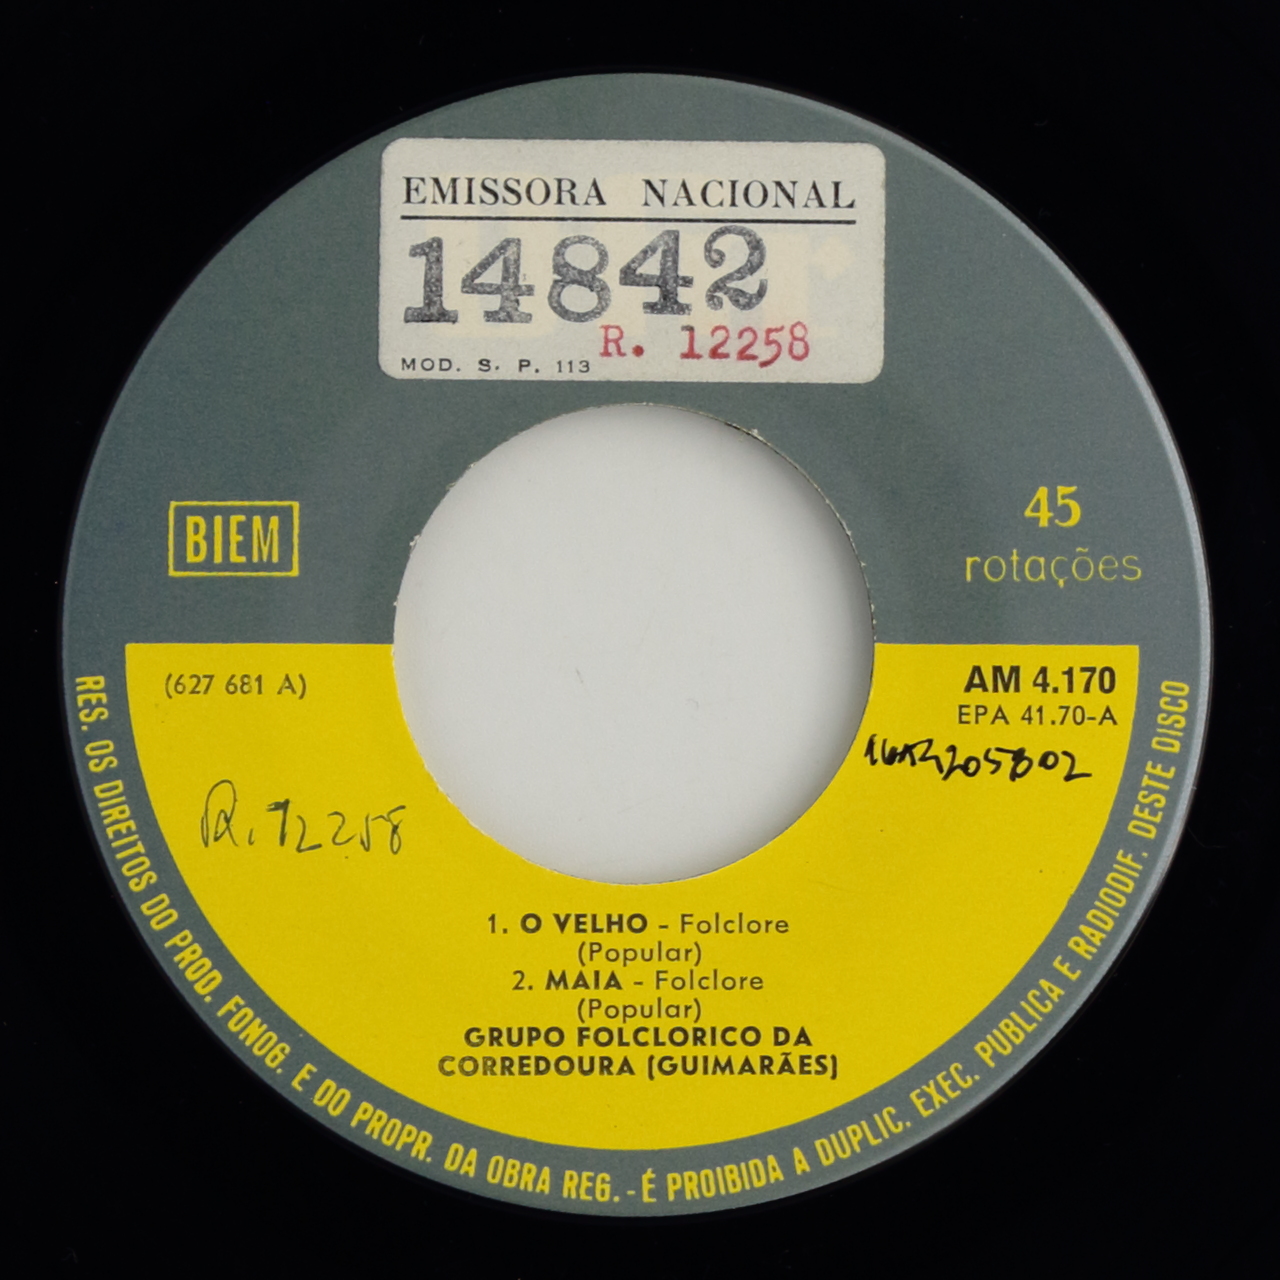 EMISSORA NACIONAL
14842
R. 12258
MOD. S. P. 113
BIEM
45
rotações
(627 681 A)
AM 4.170
EPA 41.70-A
R. 12258
1. O VELHO - Folclore
(Popular)
2. MAIA - Folclore
(Popular)
GRUPO FOLCLORICO DA
CORREDOURA (GUIMARÃES)
RES. OS DIREITOS DO PROD. FONOG. E DO PROPR. DA OBRA REG. - É PROIBIDA A DUPLIC. EXEC. PUBLICA E RADIODIF. DESTE DISCO